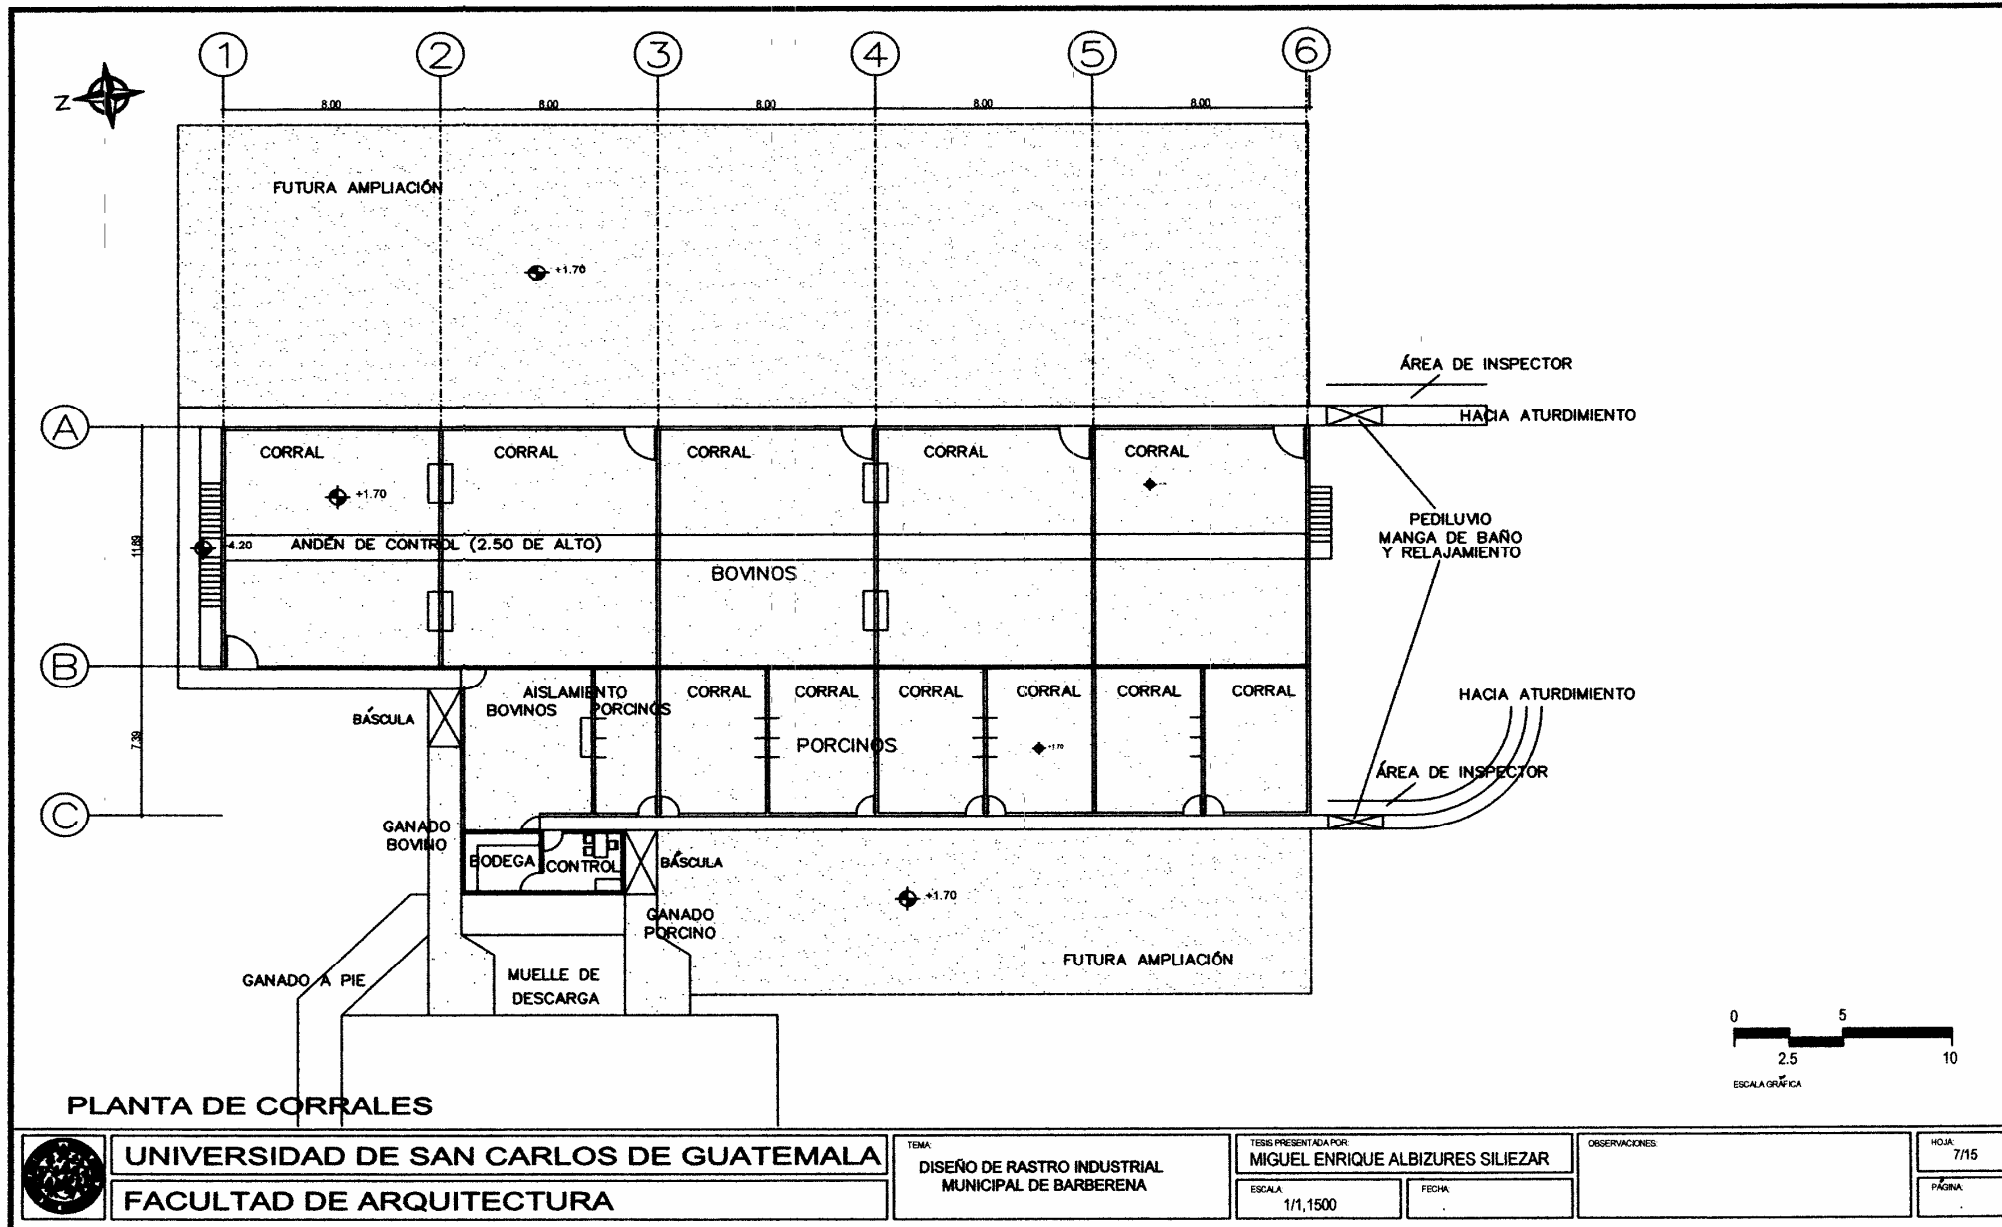 1 2 3 4 5 6
Z
8.00 8.00 8.00 8.00 8.00
FUTURA AMPLIACIÓN
+1.70
ÁREA DE INSPECTOR
HACIA ATURDIMIENTO
A
CORRAL CORRAL CORRAL CORRAL CORRAL
+1.70
PEDILUVIO
MANGA DE BAÑO
Y RELAJAMIENTO
11.89
+4.20
ANDÉN DE CONTROL (2.50 DE ALTO)
BOVINOS
B
AISLAMIENTO
BOVINOS PORCINOS
CORRAL CORRAL CORRAL CORRAL CORRAL CORRAL
HACIA ATURDIMIENTO
BÁSCULA
7.39
PORCINOS
+1.70
ÁREA DE INSPECTOR
C
GANADO
BOVINO
BODEGA
CONTROL
BÁSCULA
+1.70
GANADO
PORCINO
FUTURA AMPLIACIÓN
GANADO A PIE
MUELLE DE
DESCARGA
0 5
2.5 10
ESCALA GRÁFICA
PLANTA DE CORRALES
UNIVERSIDAD DE SAN CARLOS DE GUATEMALA
FACULTAD DE ARQUITECTURA
TEMA:
DISEÑO DE RASTRO INDUSTRIAL
MUNICIPAL DE BARBERENA
TESIS PRESENTADA POR:
MIGUEL ENRIQUE ALBIZURES SILIEZAR
ESCALA:
1/1,1500
FECHA:
OBSERVACIONES:
HOJA:
7/15
PÁGINA: